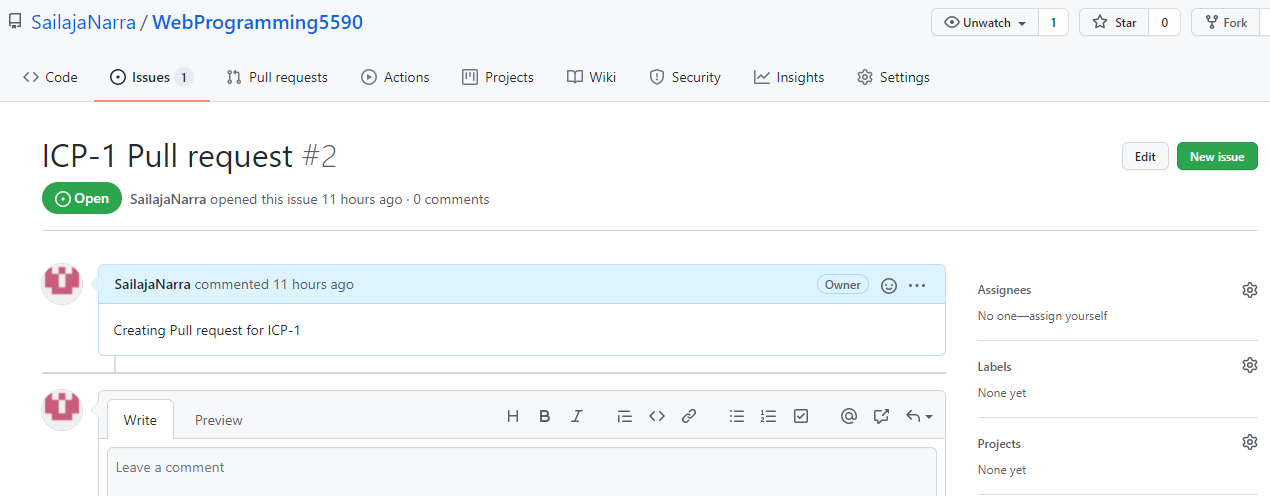 SailajaNarra / WebProgramming5590 Unwatch 1 Star 0 Fork
Code Issues 1 Pull requests Actions Projects Wiki Security Insights Settings
ICP-1 Pull request #2 Edit New issue
Open SailajaNarra opened this issue 11 hours ago · 0 comments
SailajaNarra commented 11 hours ago Owner ...
Creating Pull request for ICP-1
Assignees
No one—assign yourself
Labels
None yet
Write Preview H B I
Leave a comment
Projects
None yet